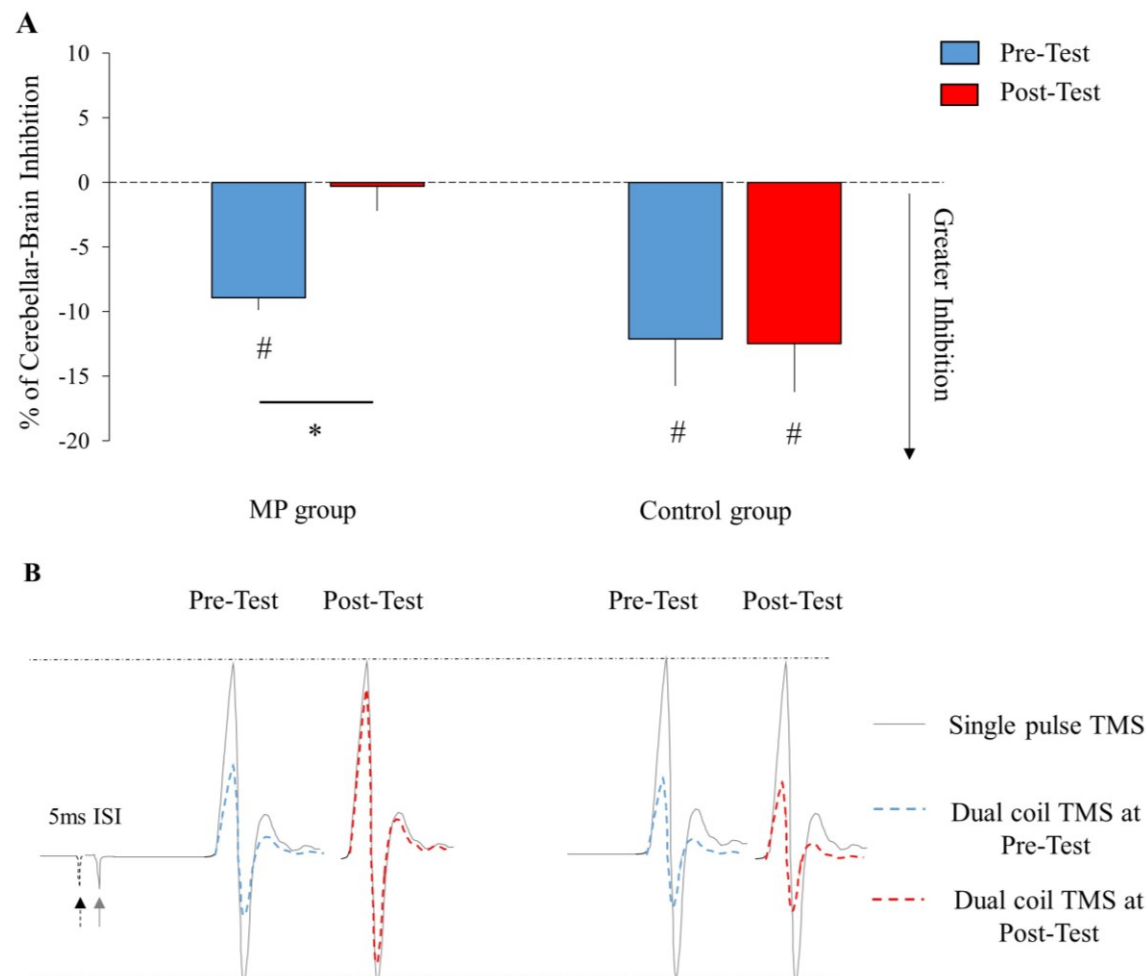 A
Pre-Test
Post-Test
% of Cerebellar-Brain Inhibition
10
5
0
-5
-10
-15
-20
#
*
#
#
Greater Inhibition
MP group
Control group
B
Pre-Test
Post-Test
Pre-Test
Post-Test
5ms ISI
Single pulse TMS
Dual coil TMS at
Pre-Test
Dual coil TMS at
Post-Test